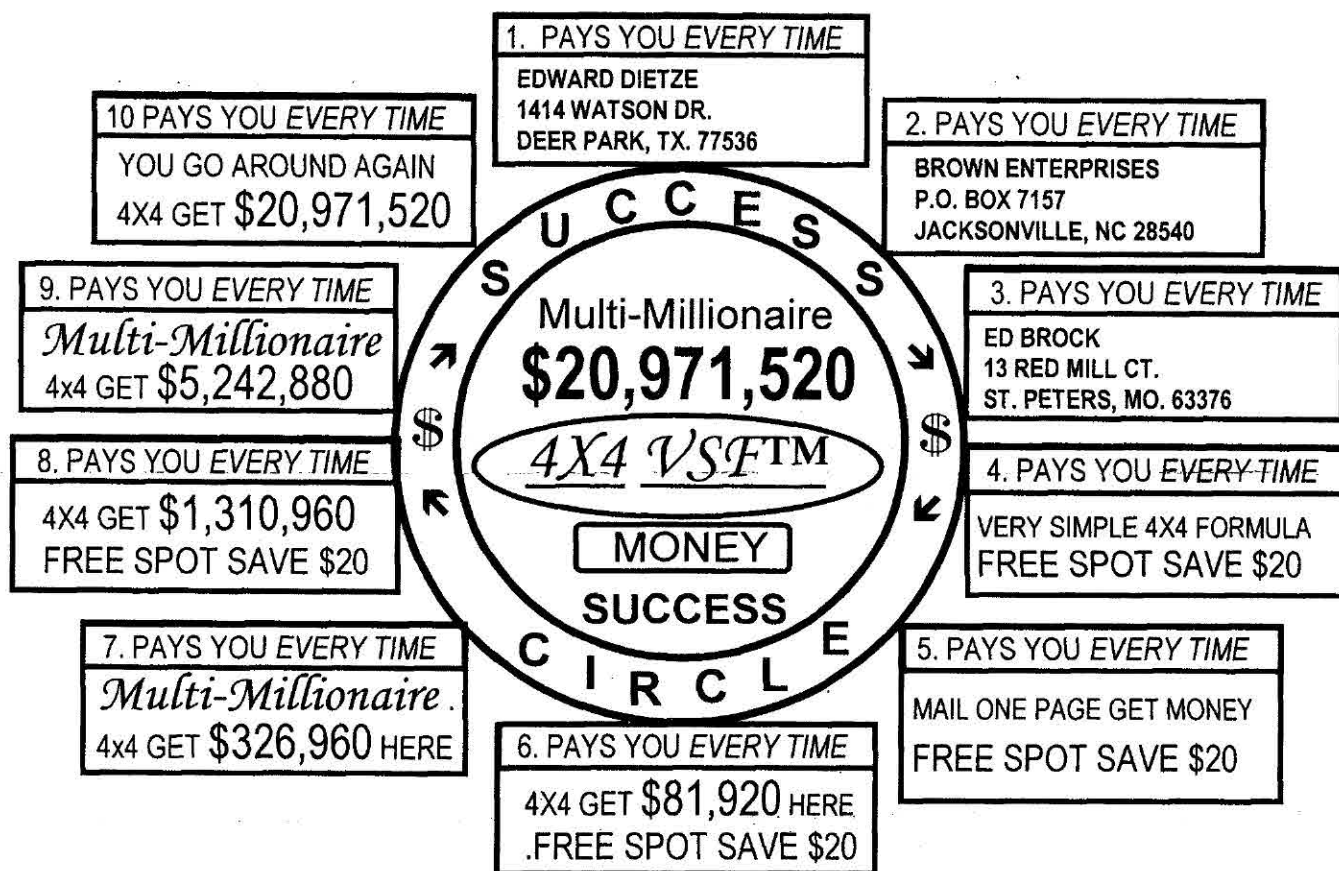 1. PAYS YOU EVERY TIME
EDWARD DIETZE
1414 WATSON DR.
DEER PARK, TX. 77536
2. PAYS YOU EVERY TIME
BROWN ENTERPRISES
P.O. BOX 7157
JACKSONVILLE, NC 28540
3. PAYS YOU EVERY TIME
ED BROCK
13 RED MILL CT.
ST. PETERS, MO. 63376
4. PAYS YOU EVERY TIME
VERY SIMPLE 4X4 FORMULA
FREE SPOT SAVE $20
5. PAYS YOU EVERY TIME
MAIL ONE PAGE GET MONEY
FREE SPOT SAVE $20
6. PAYS YOU EVERY TIME
4X4 GET $81,920 HERE
.FREE SPOT SAVE $20
7. PAYS YOU EVERY TIME
Multi-Millionaire .
4x4 GET $326,960 HERE
8. PAYS YOU EVERY TIME
4X4 GET $1,310,960
FREE SPOT SAVE $20
9. PAYS YOU EVERY TIME
Multi-Millionaire
4x4 GET $5,242,880
10 PAYS YOU EVERY TIME
YOU GO AROUND AGAIN
4X4 GET $20,971,520
SUCCESS
$ $
CIRCLE
Multi-Millionaire
$20,971,520
4X4 VSF™
MONEY
SUCCESS